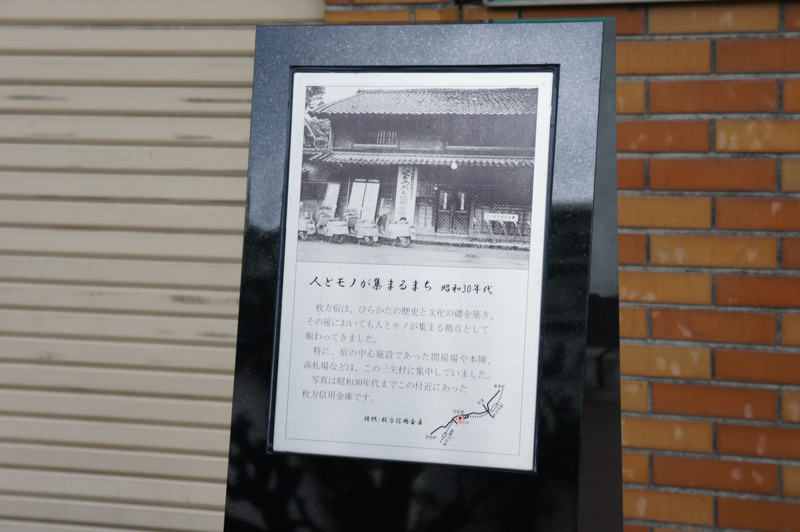 人とモノが集まるまち 昭和30年代
枚方宿は、ひらかたの歴史と文化の礎を築き、
その後においても人とモノが集まる拠点として
賑わってきました。
特に、宿の中心施設であった問屋場や本陣、
高札場などは、この三矢村に集中していました。
写真は昭和30年代までこの付近にあった
枚方信用金庫です。
提供:枚方信用金庫